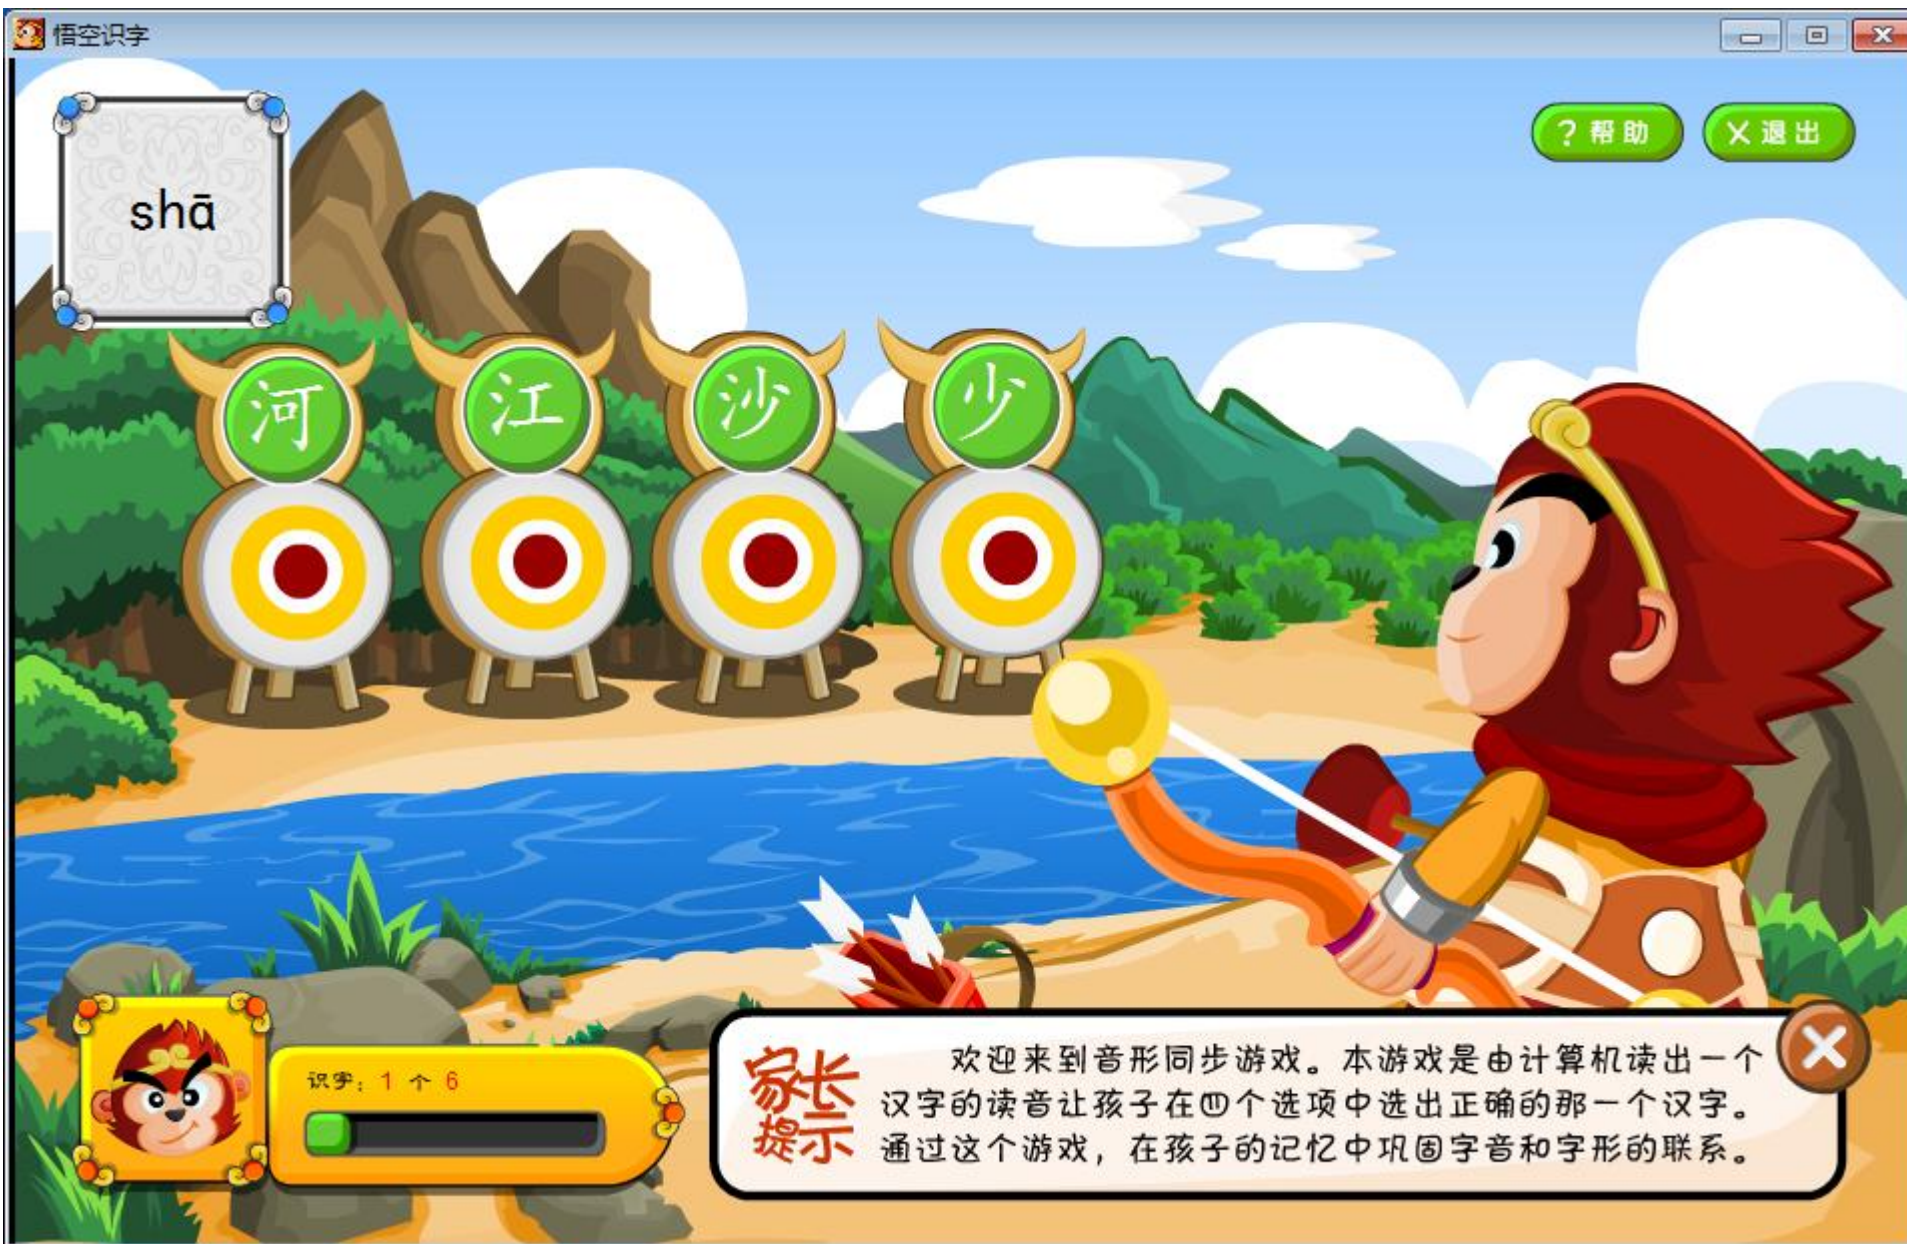 悟空识字
shā
? 帮助
X 退出
河
江
沙
少
识字：1 个 6
家长
提示
欢迎来到音形同步游戏。本游戏是由计算机读出一个
汉字的读音让孩子在四个选项中选出正确的那一个汉字。
通过这个游戏，在孩子的记忆中巩固字音和字形的联系。